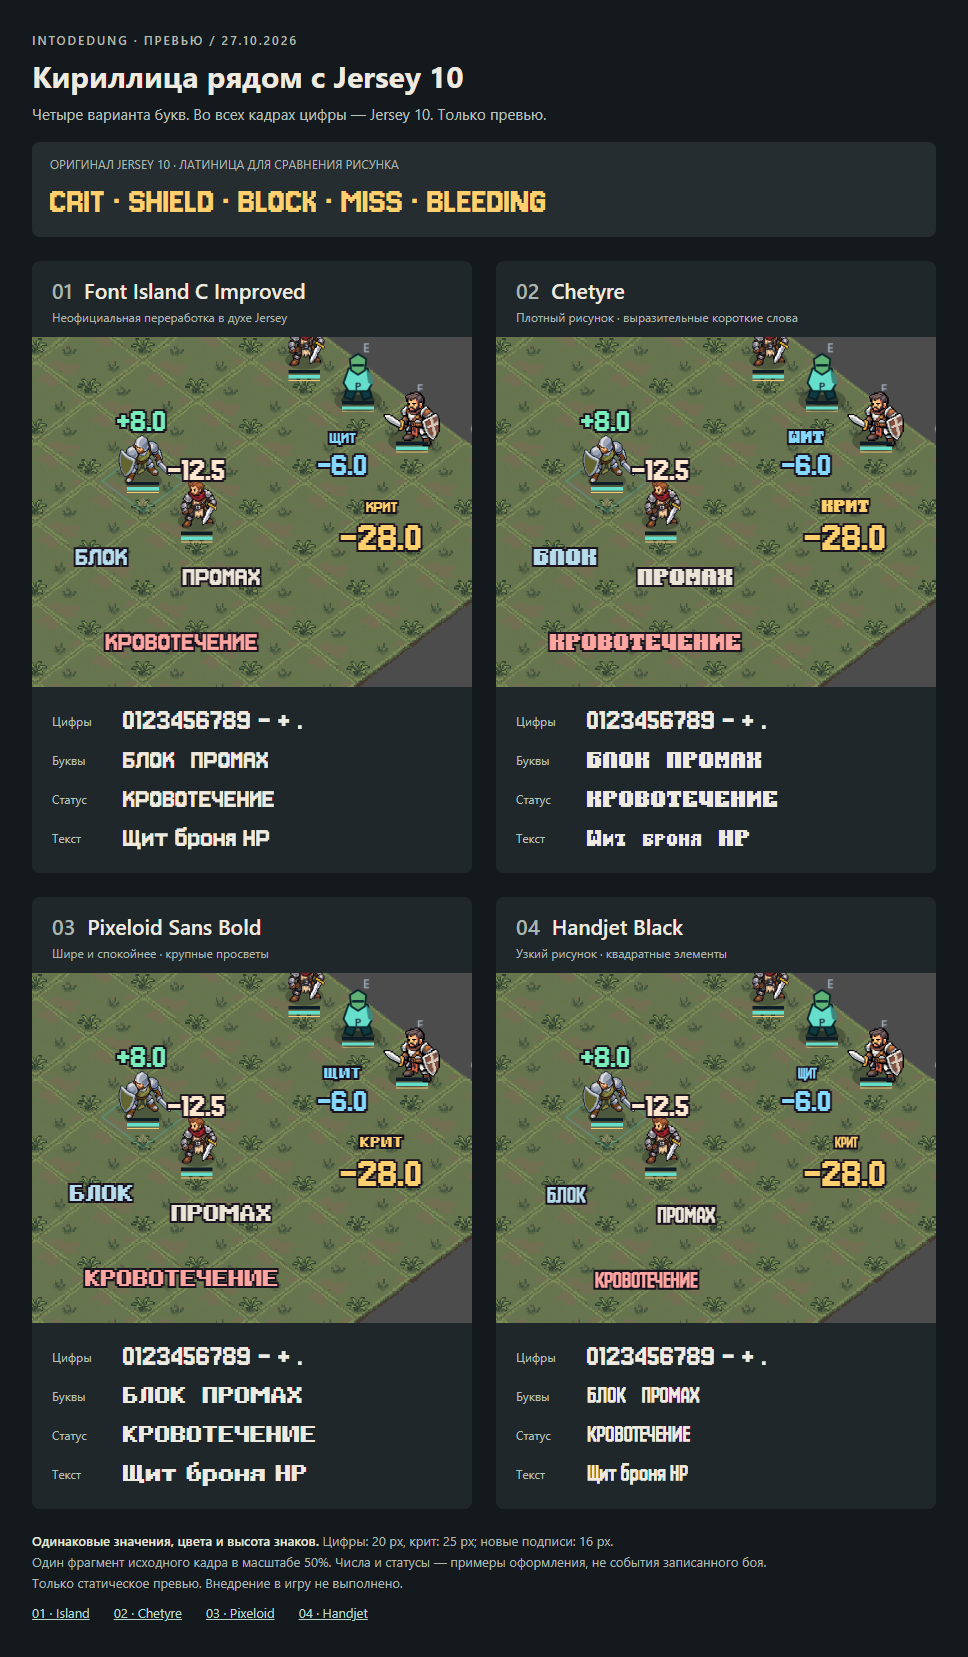 INTODEDUNG · ПРЕВЬЮ / 27.10.2026
Кириллица рядом с Jersey 10
Четыре варианта букв. Во всех кадрах цифры — Jersey 10. Только превью.
ОРИГИНАЛ JERSEY 10 · ЛАТИНИЦА ДЛЯ СРАВНЕНИЯ РИСУНКА
CRIT · SHIELD · BLOCK · MISS · BLEEDING
01 Font Island C Improved
Неофициальная переработка в духе Jersey
E
P
F
+8.0
ЩИТ
−12.5
−6.0
КРИТ
−28.0
БЛОК
ПРОМАХ
КРОВОТЕЧЕНИЕ
Цифры 0123456789 − + .
Буквы БЛОК ПРОМАХ
Статус КРОВОТЕЧЕНИЕ
Текст Щит броня HP
02 Chetyre
Плотный рисунок · выразительные короткие слова
E
P
F
+8.0
ЩИТ
−12.5
−6.0
КРИТ
−28.0
БЛОК
ПРОМАХ
КРОВОТЕЧЕНИЕ
Цифры 0123456789 − + .
Буквы БЛОК ПРОМАХ
Статус КРОВОТЕЧЕНИЕ
Текст Щит броня HP
03 Pixeloid Sans Bold
Шире и спокойнее · крупные просветы
E
P
F
+8.0
ЩИТ
−12.5
−6.0
КРИТ
−28.0
БЛОК
ПРОМАХ
КРОВОТЕЧЕНИЕ
Цифры 0123456789 − + .
Буквы БЛОК ПРОМАХ
Статус КРОВОТЕЧЕНИЕ
Текст Щит броня HP
04 Handjet Black
Узкий рисунок · квадратные элементы
E
P
F
+8.0
ЩИТ
−12.5
−6.0
КРИТ
−28.0
БЛОК
ПРОМАХ
КРОВОТЕЧЕНИЕ
Цифры 0123456789 − + .
Буквы БЛОК ПРОМАХ
Статус КРОВОТЕЧЕНИЕ
Текст Щит броня HP
Одинаковые значения, цвета и высота знаков. Цифры: 20 px, крит: 25 px; новые подписи: 16 px.
Один фрагмент исходного кадра в масштабе 50%. Числа и статусы — примеры оформления, не события записанного боя.
Только статическое превью. Внедрение в игру не выполнено.
01 · Island 02 · Chetyre 03 · Pixeloid 04 · Handjet